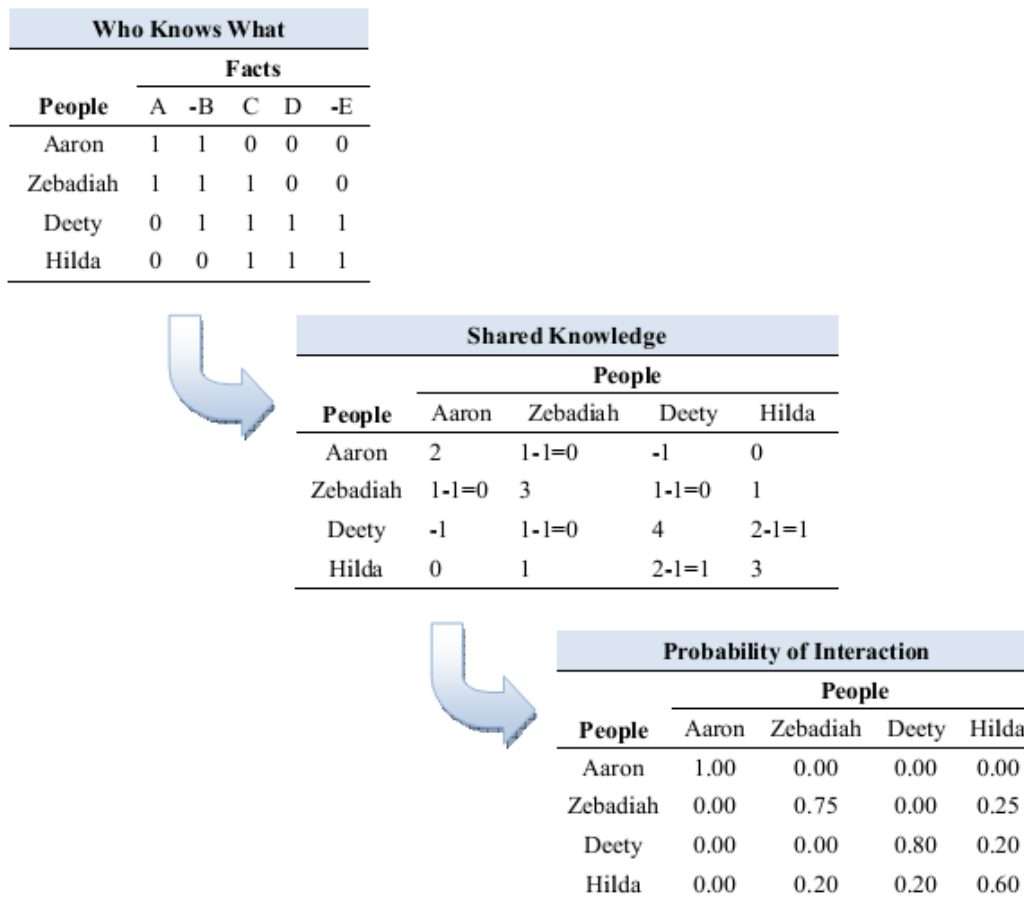 Who Knows What
Facts
People A -B C D -E
Aaron 1 1 0 0 0
Zebadiah 1 1 1 0 0
Deety 0 1 1 1 1
Hilda 0 0 1 1 1
Shared Knowledge
People
People Aaron Zebadiah Deety Hilda
Aaron 2 1-1=0 -1 0
Zebadiah 1-1=0 3 1-1=0 1
Deety -1 1-1=0 4 2-1=1
Hilda 0 1 2-1=1 3
Probability of Interaction
People
People Aaron Zebadiah Deety Hilda
Aaron 1.00 0.00 0.00 0.00
Zebadiah 0.00 0.75 0.00 0.25
Deety 0.00 0.00 0.80 0.20
Hilda 0.00 0.20 0.20 0.60